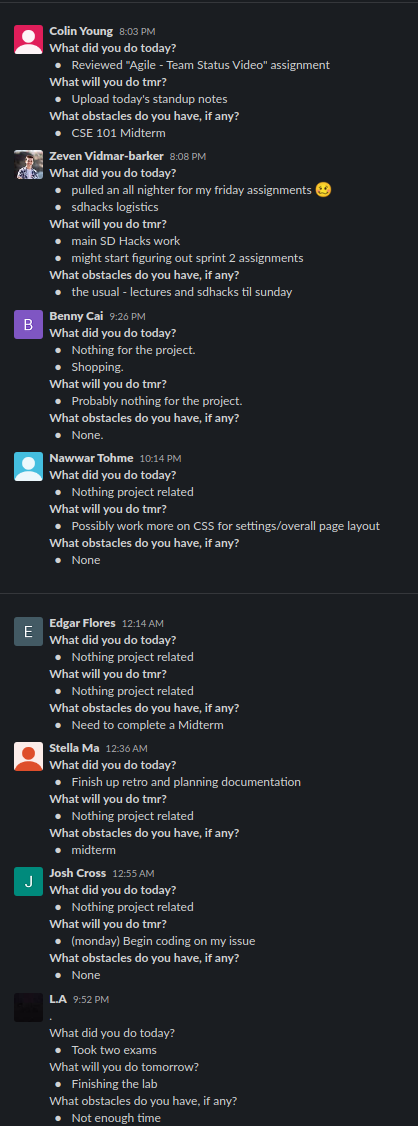 Colin Young 8:03 PM
What did you do today?
● Reviewed "Agile - Team Status Video" assignment
What will you do tmr?
● Upload today's standup notes
What obstacles do you have, if any?
● CSE 101 Midterm
Zeven Vidmar-barker 8:08 PM
What did you do today?
● pulled an all nighter for my friday assignments 🥴
● sdhacks logistics
What will you do tmr?
● main SD Hacks work
● might start figuring out sprint 2 assignments
What obstacles do you have, if any?
● the usual - lectures and sdhacks til sunday
B
Benny Cai 9:26 PM
What did you do today?
● Nothing for the project.
● Shopping.
What will you do tmr?
● Probably nothing for the project.
What obstacles do you have, if any?
● None.
Nawwar Tohme 10:14 PM
What did you do today?
● Nothing project related
What will you do tmr?
● Possibly work more on CSS for settings/overall page layout
What obstacles do you have, if any?
● None
E
Edgar Flores 12:14 AM
What did you do today?
● Nothing project related
What will you do tmr?
● Nothing project related
What obstacles do you have, if any?
● Need to complete a Midterm
Stella Ma 12:36 AM
What did you do today?
● Finish up retro and planning documentation
What will you do tmr?
● Nothing project related
What obstacles do you have, if any?
● midterm
J
Josh Cross 12:55 AM
What did you do today?
● Nothing project related
What will you do tmr?
● (monday) Begin coding on my issue
What obstacles do you have, if any?
● None
L.A 9:52 PM
.
What did you do today?
● Took two exams
What will you do tomorrow?
● Finishing the lab
What obstacles do you have, if any?
● Not enough time